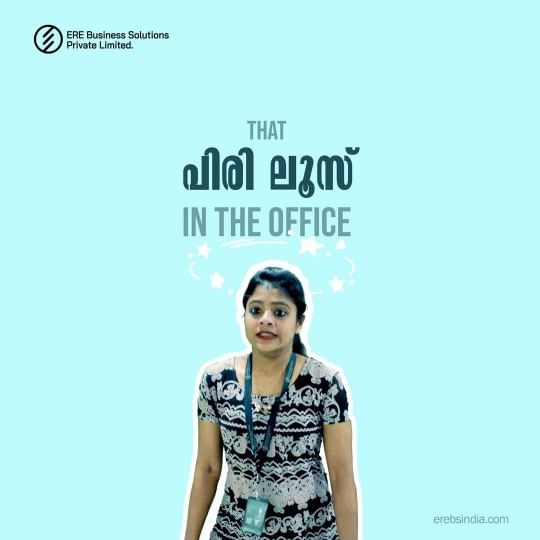 ERE Business Solutions
Private Limited.
THAT
പിരി ലൂസ്
IN THE OFFICE
erebsindia.com